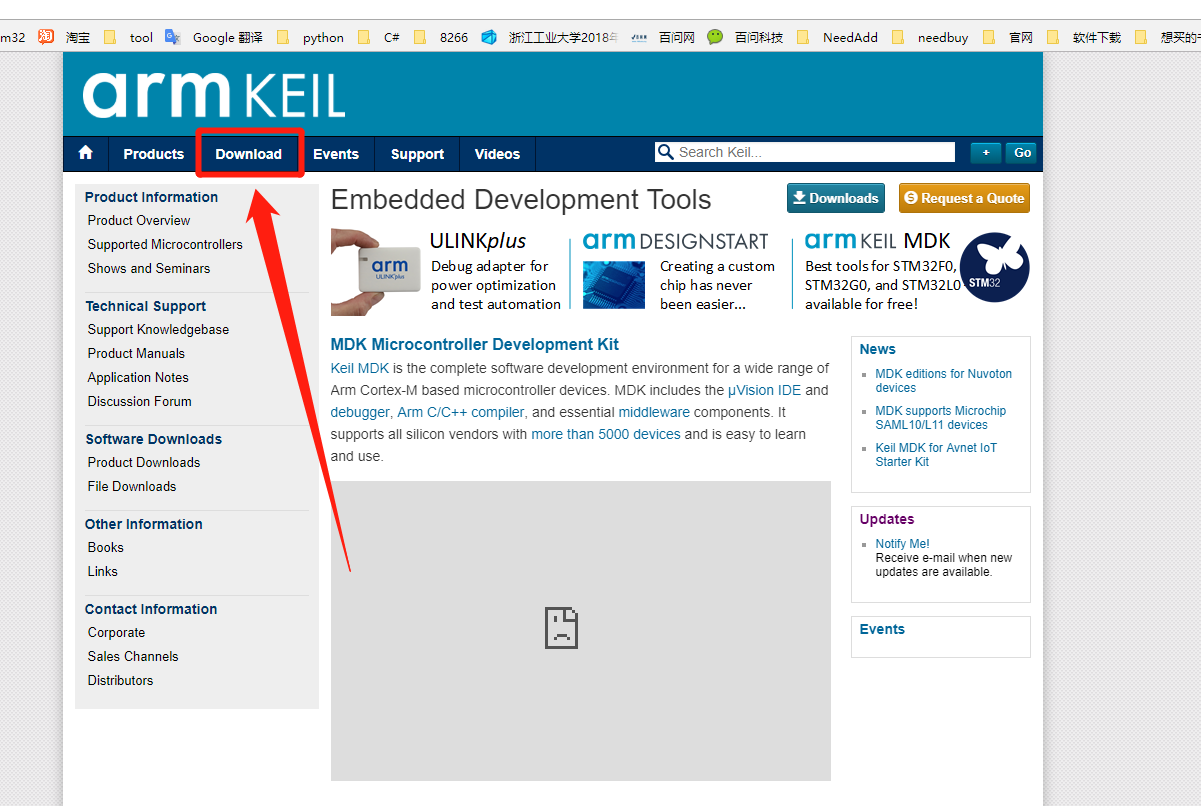 m32 淘 淘宝 tool Google 翻译 python C# 8266 浙江工业大学2018 百问网 百问科技 NeedAdd needbuy 官网 软件下载 想买的
arm KEIL
Products Download Events Support Videos Search Keil... + Go
Product Information
Product Overview
Supported Microcontrollers
Shows and Seminars
Technical Support
Support Knowledgebase
Product Manuals
Application Notes
Discussion Forum
Software Downloads
Product Downloads
File Downloads
Other Information
Books
Links
Contact Information
Corporate
Sales Channels
Distributors
Embedded Development Tools
Downloads
Request a Quote
arm
ULINKplus
ULINKplus
Debug adapter for
power optimization
and test automation
arm DESIGNSTART
Creating a custom
chip has never
been easier...
arm KEIL MDK
Best tools for STM32F0,
STM32G0, and STM32L0
available for free!
STM32
MDK Microcontroller Development Kit
Keil MDK is the complete software development environment for a wide range of
Arm Cortex-M based microcontroller devices. MDK includes the µVision IDE and
debugger, Arm C/C++ compiler, and essential middleware components. It
supports all silicon vendors with more than 5000 devices and is easy to learn
and use.
News
MDK editions for Nuvoton
devices
MDK supports Microchip
SAML10/L11 devices
Keil MDK for Avnet IoT
Starter Kit
Updates
Notify Me!
Receive e-mail when new
updates are available.
Events